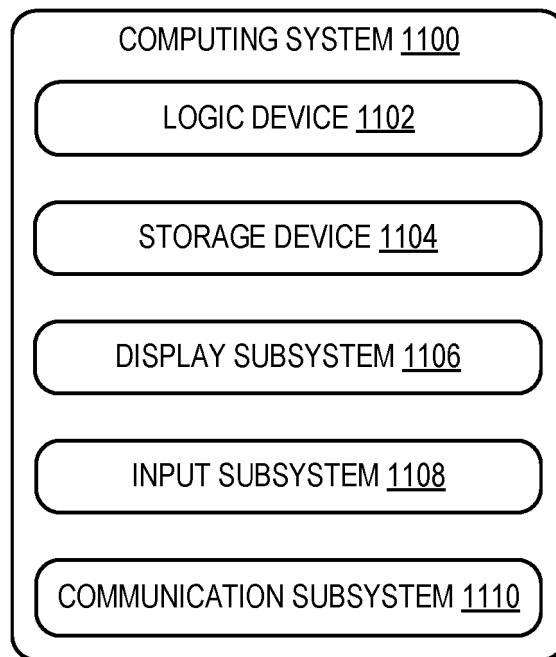 COMPUTING SYSTEM 1100
LOGIC DEVICE 1102
STORAGE DEVICE 1104
DISPLAY SUBSYSTEM 1106
INPUT SUBSYSTEM 1108
COMMUNICATION SUBSYSTEM 1110